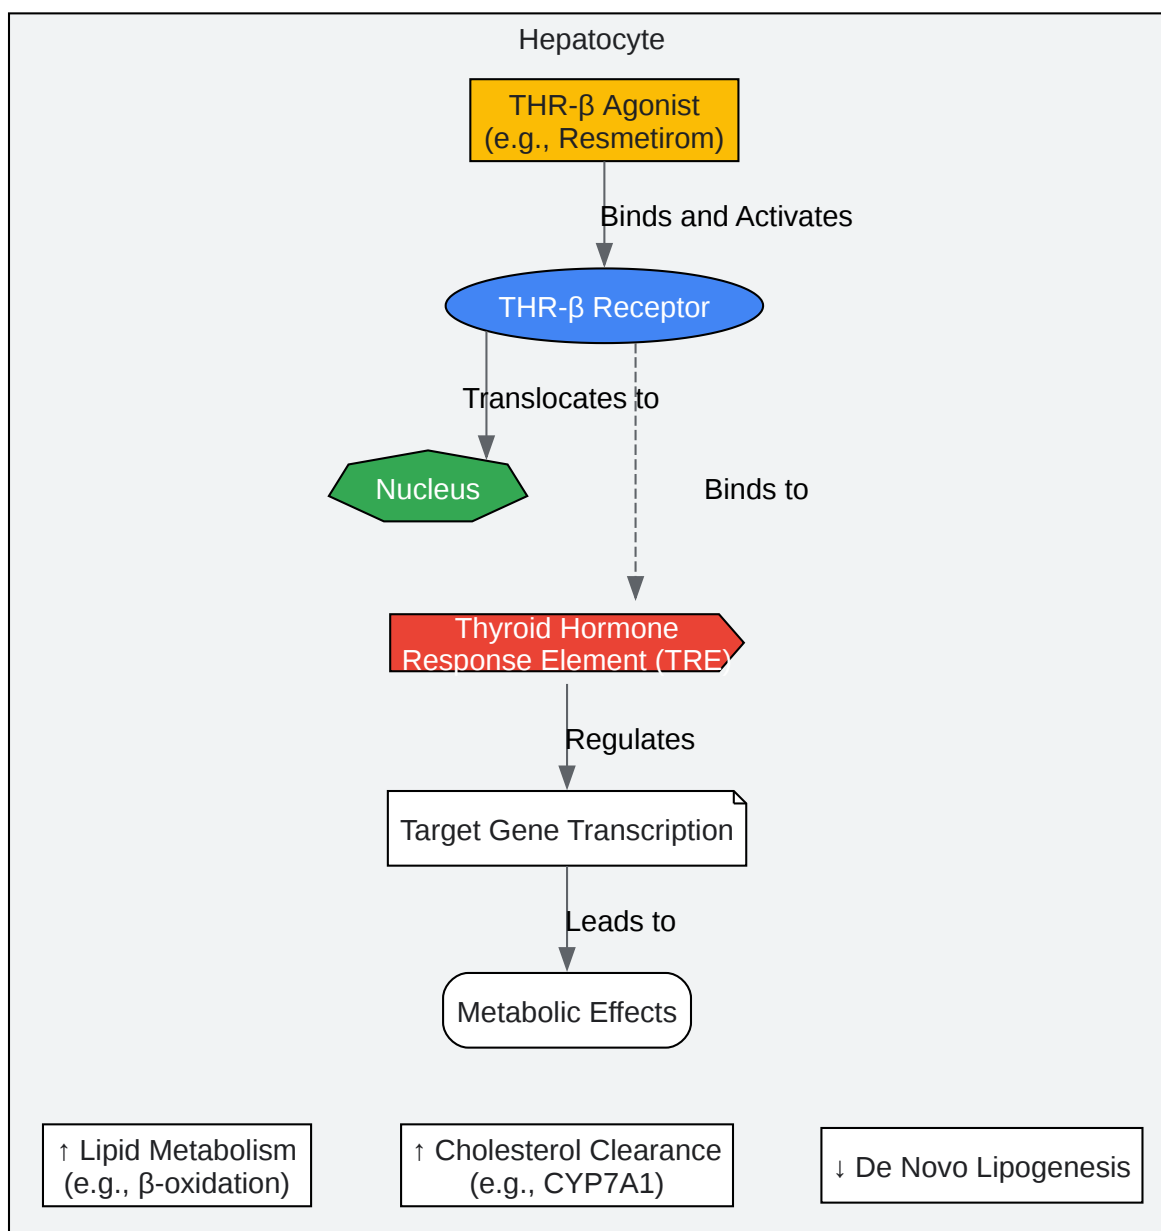 Hepatocyte
THR-β Agonist
(e.g., Resmetirom)
Binds and Activates
THR-β Receptor
Translocates to
Nucleus
Binds to
Thyroid Hormone
Response Element (TRE)
Regulates
Target Gene Transcription
Leads to
Metabolic Effects
↑ Lipid Metabolism
(e.g., β-oxidation)
↑ Cholesterol Clearance
(e.g., CYP7A1)
↓ De Novo Lipogenesis